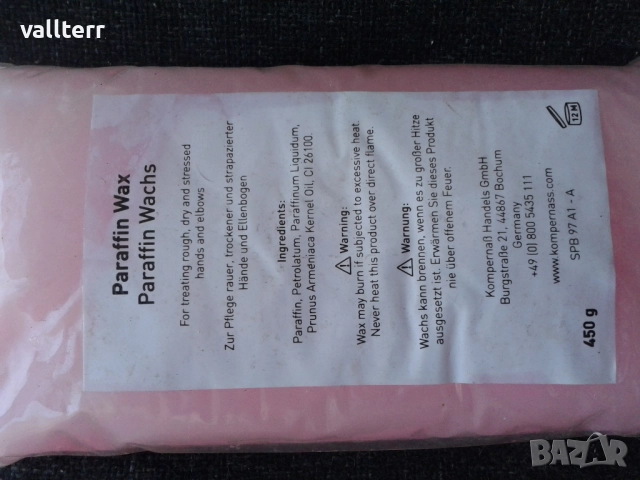 vallterr
Paraffin Wax
Paraffin Wachs
For treating rough, dry and stressed
hands and elbows
Zur Pflege rauer, trockener und strapazierter
Hände und Ellenbogen
Ingredients:
Paraffin, Petrolatum, Paraffinum Liquidum,
Prunus Armeniaca Kernel Oil, CI 26100.
Warning:
Wax may burn if subjected to excessive heat.
Never heat this product over direct flame.
Warnung:
Wachs kann brennen, wenn es zu großer Hitze
ausgesetzt ist. Erwärmen Sie dieses Produkt
nie über offenem Feuer.
Kompernaß Handels GmbH
Burgstraße 21, 44867 Bochum
Germany
+49 (0) 800 5435 111
www.kompernass.com
SPB 97 A1 - A
450 g
12 M
BAZAR